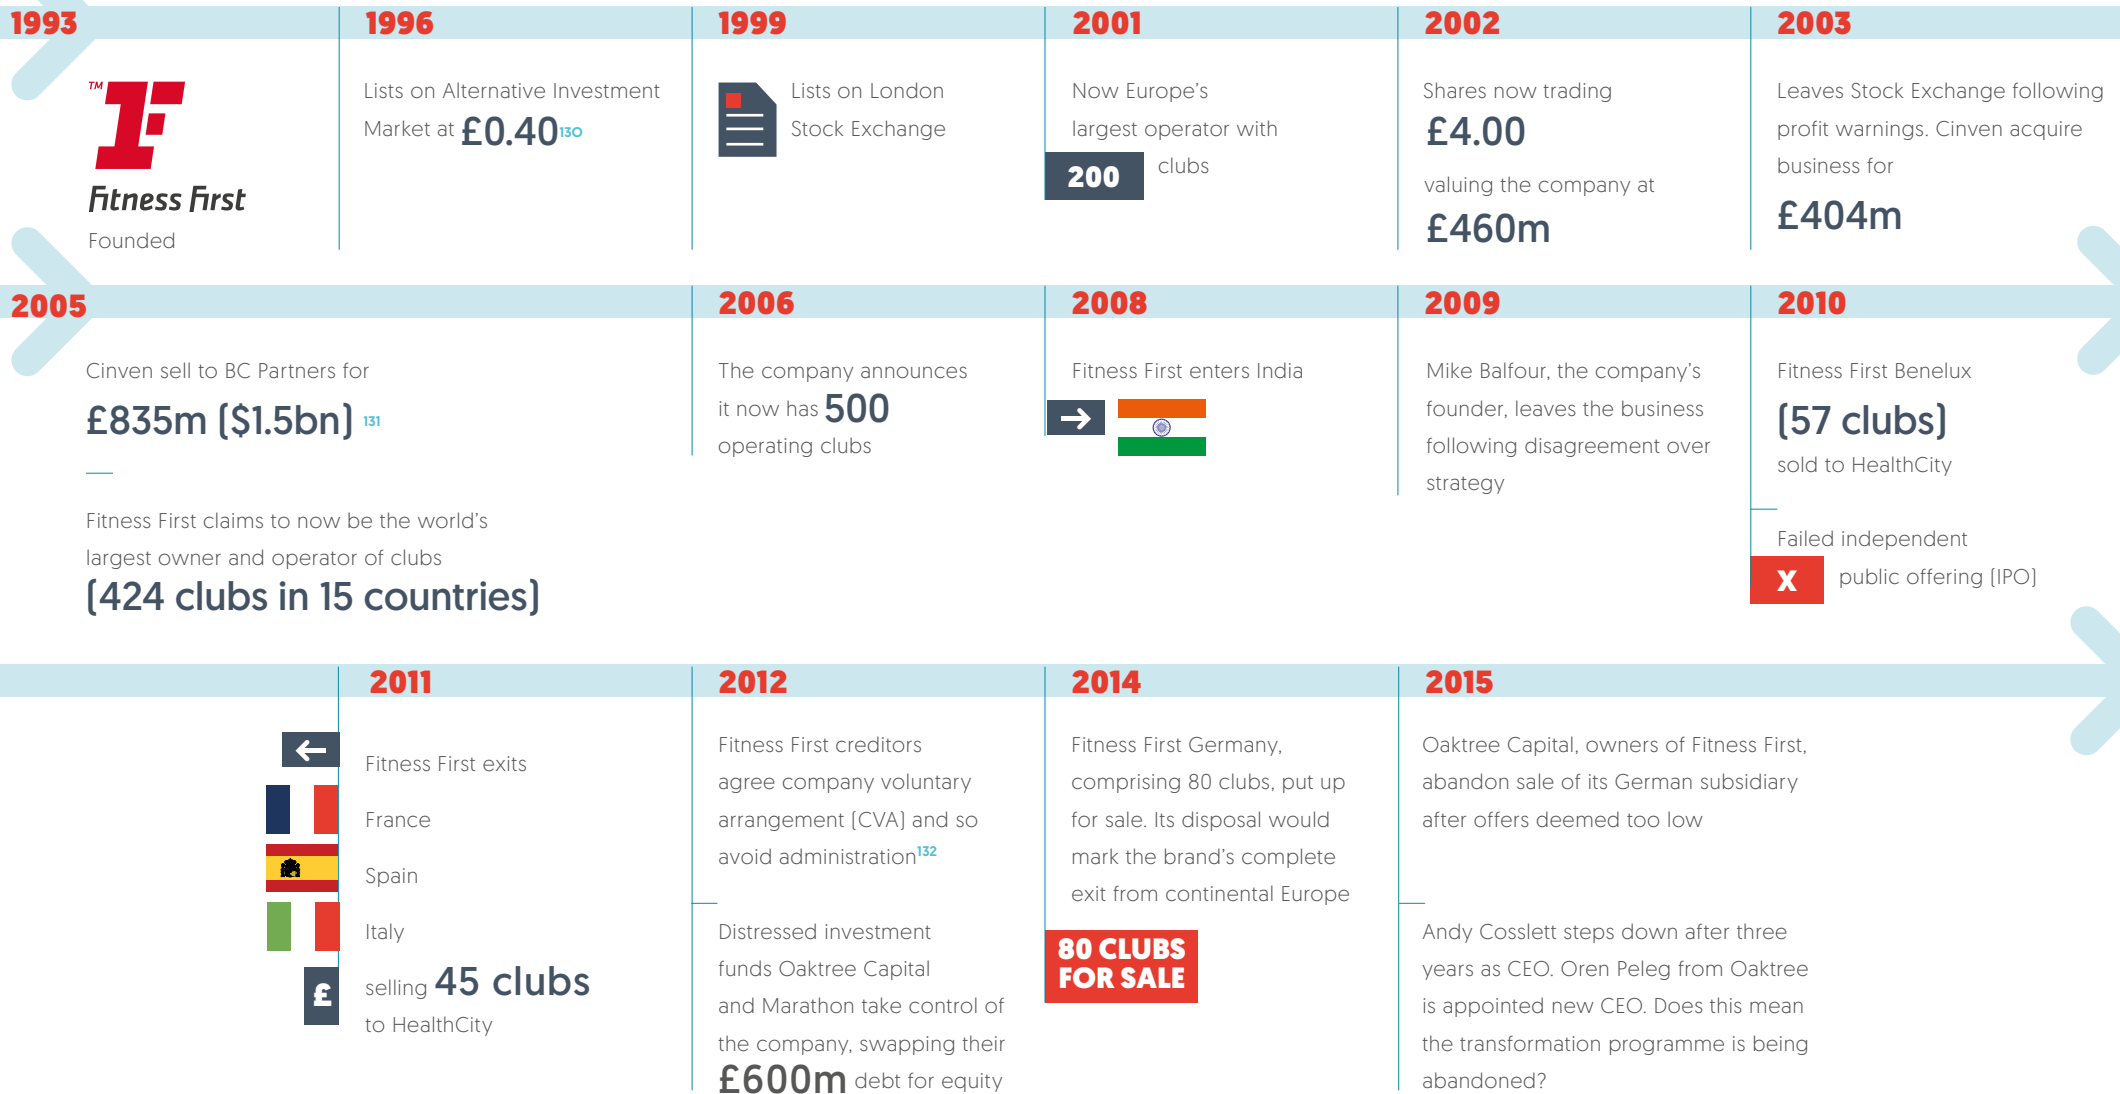 1993
TM
Fitness First
Founded
1996
Lists on Alternative Investment
Market at £0.40 130
1999
Lists on London
Stock Exchange
2001
Now Europe's
largest operator with
200 clubs
2002
Shares now trading
£4.00
valuing the company at
£460m
2003
Leaves Stock Exchange following
profit warnings. Cinven acquire
business for
£404m
2005
Cinven sell to BC Partners for
£835m ($1.5bn) 131
Fitness First claims to now be the world's
largest owner and operator of clubs
(424 clubs in 15 countries)
2006
The company announces
it now has 500
operating clubs
2008
Fitness First enters India
2009
Mike Balfour, the company's
founder, leaves the business
following disagreement over
strategy
2010
Fitness First Benelux
(57 clubs)
sold to HealthCity
Failed independent
X public offering (IPO)
2011
Fitness First exits
France
Spain
Italy
£ selling 45 clubs
to HealthCity
2012
Fitness First creditors
agree company voluntary
arrangement (CVA) and so
avoid administration132
Distressed investment
funds Oaktree Capital
and Marathon take control of
the company, swapping their
£600m debt for equity
2014
Fitness First Germany,
comprising 80 clubs, put up
for sale. Its disposal would
mark the brand's complete
exit from continental Europe
80 CLUBS
FOR SALE
2015
Oaktree Capital, owners of Fitness First,
abandon sale of its German subsidiary
after offers deemed too low
Andy Cosslett steps down after three
years as CEO. Oren Peleg from Oaktree
is appointed new CEO. Does this mean
the transformation programme is being
abandoned?